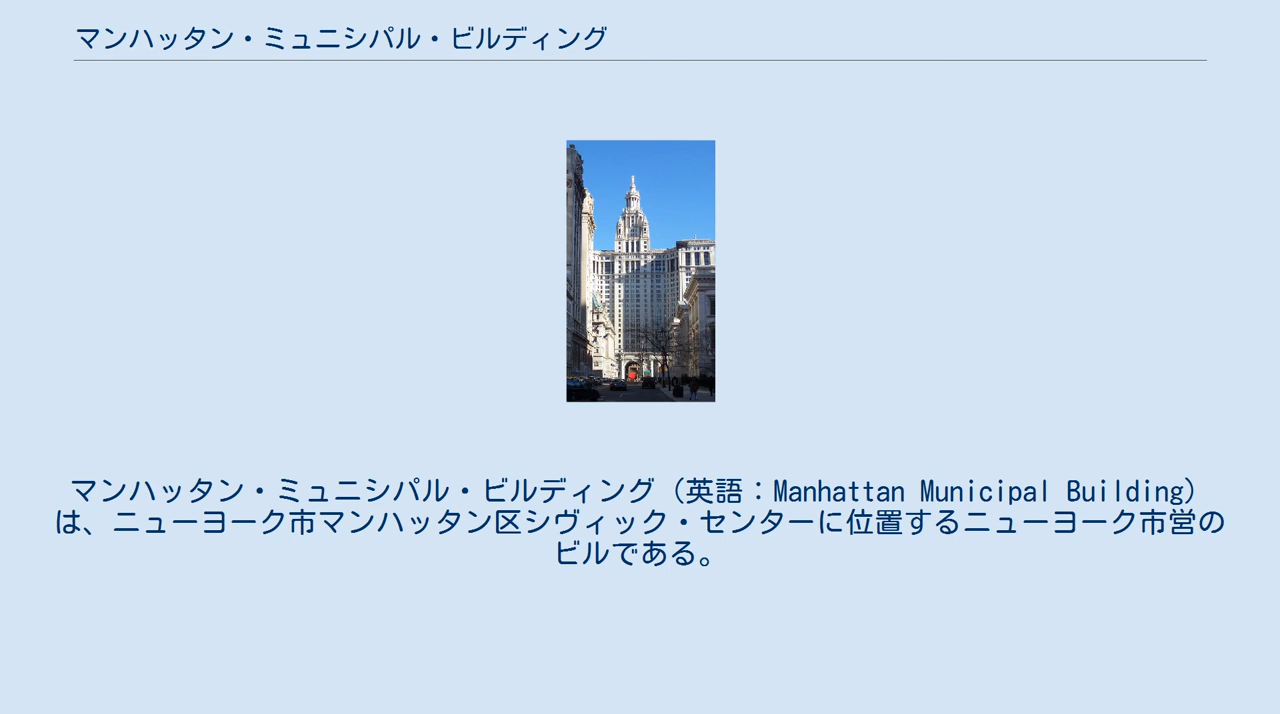 マンハッタン・ミュニシパル・ビルディング
マンハッタン・ミュニシパル・ビルディング（英語：Manhattan Municipal Building）
は、ニューヨーク市マンハッタン区シヴィック・センターに位置するニューヨーク市営の
ビルである。